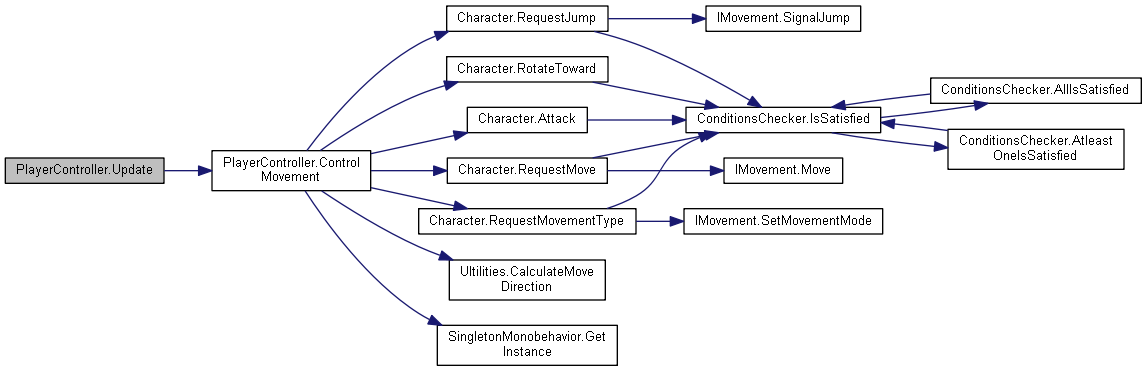 PlayerController.Update
PlayerController.Control
Movement
Character.RequestJump
Character.RotateToward
Character.Attack
Character.RequestMove
Character.RequestMovementType
Ultilities.CalculateMove
Direction
SingletonMonobehavior.Get
Instance
IMovement.SignalJump
ConditionsChecker.IsSatisfied
IMovement.Move
IMovement.SetMovementMode
ConditionsChecker.AllIsSatisfied
ConditionsChecker.Atleast
OneIsSatisfied